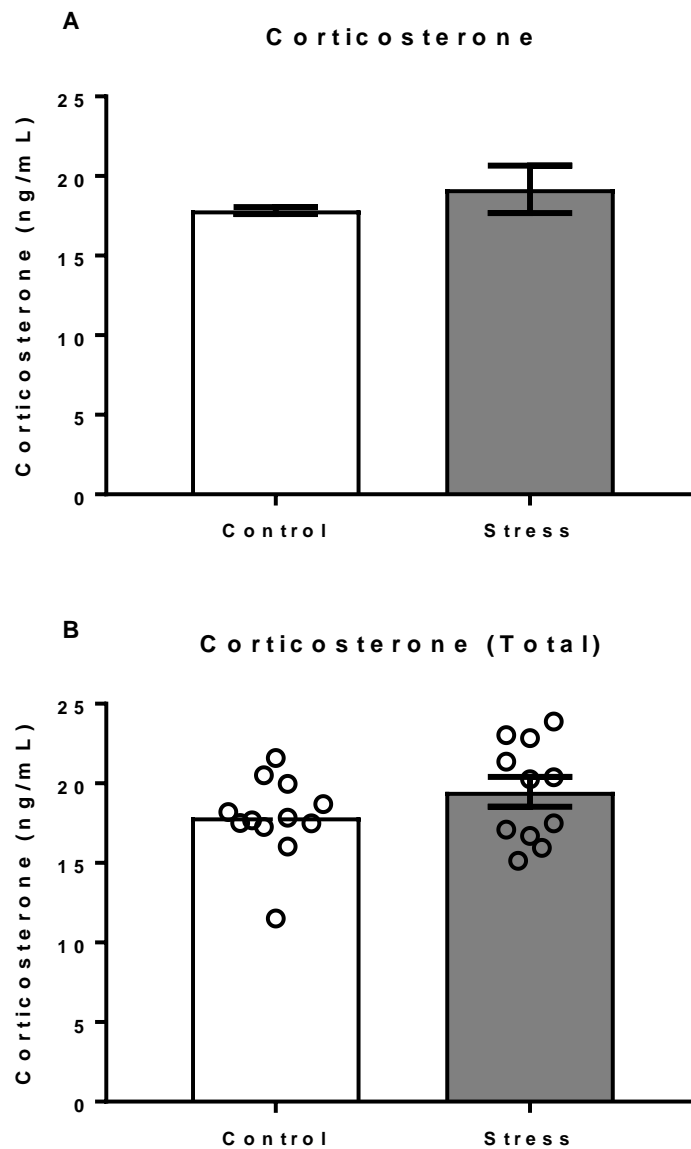 A
Corticosterone
Corticosterone (ng/mL)
25
20
15
10
5
0
Control Stress
B
Corticosterone (Total)
Corticosterone (ng/mL)
25
20
15
10
5
0
Control Stress